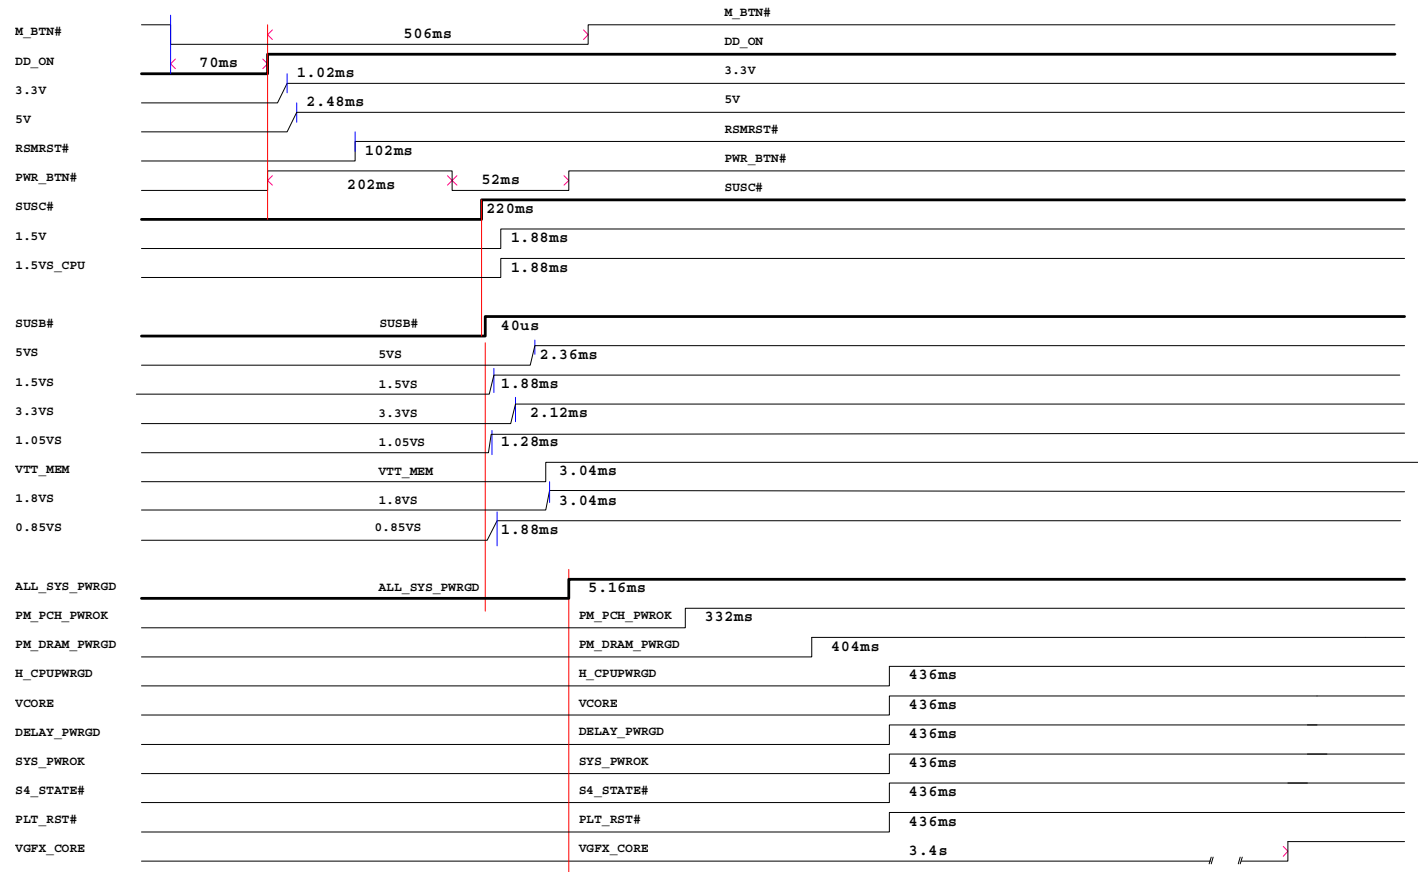 M_BTN#
M_BTN# 506ms
DD_ON
DD_ON 70ms
3.3V
1.02ms
3.3V
5V
2.48ms
5V
RSMRST#
RSMRST# 102ms
PWR_BTN#
PWR_BTN# 202ms 52ms
SUSC#
SUSC# 220ms
1.5V 1.88ms
1.5VS_CPU 1.88ms
SUSB# SUSB# 40us
5VS 5VS 2.36ms
1.5VS 1.5VS 1.88ms
3.3VS 3.3VS 2.12ms
1.05VS 1.05VS 1.28ms
VTT_MEM VTT_MEM 3.04ms
1.8VS 1.8VS 3.04ms
0.85VS 0.85VS 1.88ms
ALL_SYS_PWRGD ALL_SYS_PWRGD 5.16ms
PM_PCH_PWROK PM_PCH_PWROK 332ms
PM_DRAM_PWRGD PM_DRAM_PWRGD 404ms
H_CPUPWRGD H_CPUPWRGD 436ms
VCORE VCORE 436ms
DELAY_PWRGD DELAY_PWRGD 436ms
SYS_PWROK SYS_PWROK 436ms
S4_STATE# S4_STATE# 436ms
PLT_RST# PLT_RST# 436ms
VGFX_CORE VGFX_CORE 3.4s